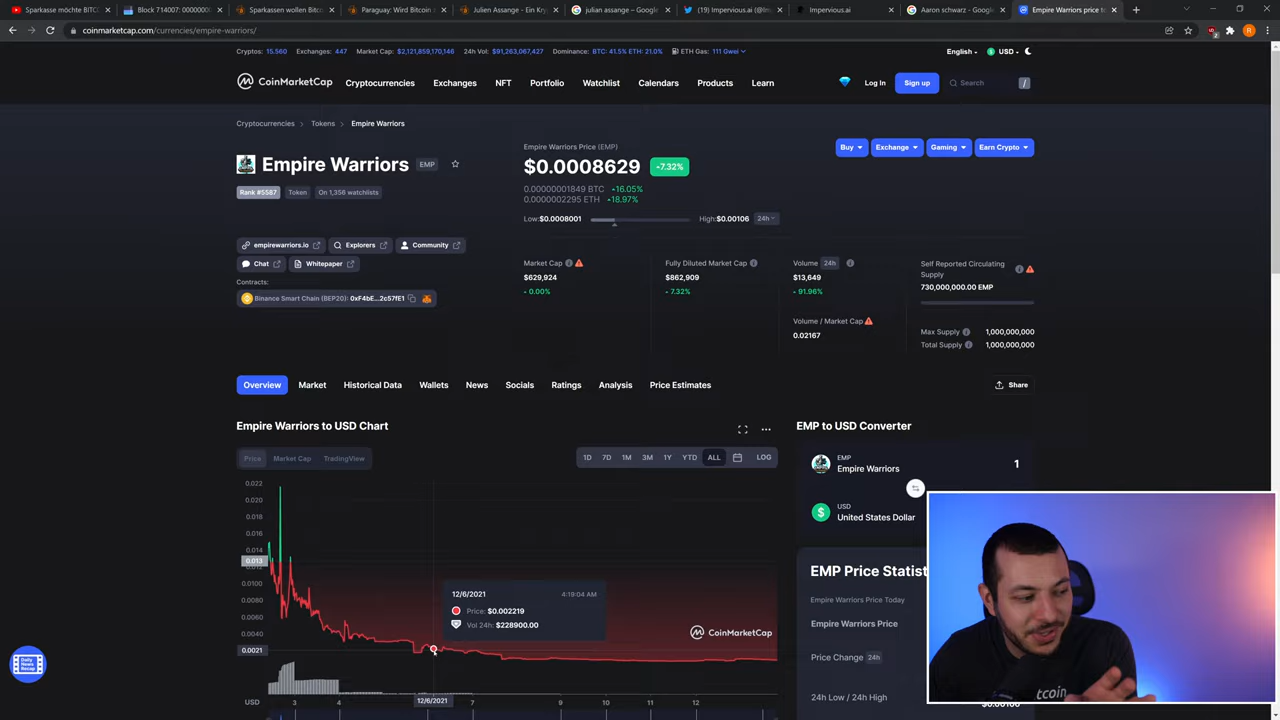 Sparkasse möchte Bitcoin
Block 714007: 0000000
Sparkassen wollen Bitcoi
Paraguay: Wird Bitcoin
Julien Assange - Ein Kry
julian assange - Googl
(19) Impervious.ai (@Im
Impervious.ai
Aaron schwarz - Google
Empire Warriors price to
coinmarketcap.com/currencies/empire-warriors/
Cryptos: 15.560 Exchanges: 447 Market Cap: $2,121,859,170,146 24h Vol: $91,263,067,427 Dominance: BTC: 41.5% ETH: 21.0% ETH Gas: 111 Gwei
English
USD
CoinMarketCap
Cryptocurrencies Exchanges NFT Portfolio Watchlist Calendars Products Learn
Log In
Sign up
Search
/
Cryptocurrencies > Tokens > Empire Warriors
Empire Warriors EMP
Rank #5587 Token On 1,356 watchlists
Empire Warriors Price (EMP)
$0.0008629 -7.32%
0.00000001849 BTC 16.05%
0.0000002295 ETH 18.97%
Low: $0.0008001 High: $0.00106 24h
Buy Exchange Gaming Earn Crypto
empirewarriors.io Explorers Community
Chat Whitepaper
Contracts:
Binance Smart Chain (BEP20): 0xF4bE...2c57fE1
Market Cap
$629,924
0.00%
Fully Diluted Market Cap
$862,909
7.32%
Volume 24h
$13,649
91.96%
Volume / Market Cap
0.02167
Self Reported Circulating
Supply
730,000,000.00 EMP
Max Supply 1,000,000,000
Total Supply 1,000,000,000
Overview Market Historical Data Wallets News Socials Ratings Analysis Price Estimates
Share
Empire Warriors to USD Chart
Price Market Cap TradingView
1D 7D 1M 3M 1Y YTD ALL LOG
0.022
0.020
0.018
0.016
0.014
0.013
0.0100
0.0080
0.0060
0.0040
0.0021
12/6/2021 4:19:04 AM
Price: $0.002219
Vol 24h: $228900.00
CoinMarketCap
USD
3 4 12/6/2021 7 9 10 12 13
EMP to USD Converter
EMP
Empire Warriors
1
USD
United States Dollar
EMP Price Statist
Empire Warriors Price Today
Empire Warriors Price
Price Change 24h
24h Low / 24h High
$0.00106
Daily
News
Recap
tcoin